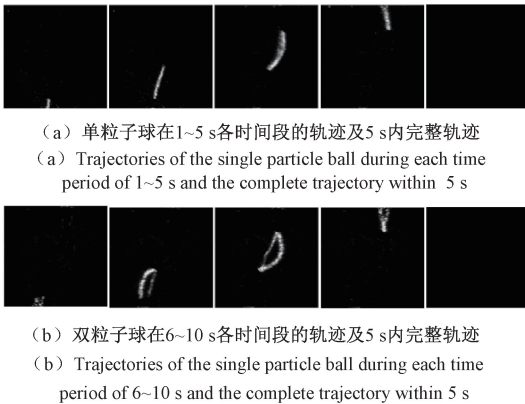 （a）单粒子球在1~5 s各时间段的轨迹及5 s内完整轨迹
（a）Trajectories of the single particle ball during each time
period of 1~5 s and the complete trajectory within 5 s
（b）双粒子球在6~10 s各时间段的轨迹及5 s内完整轨迹
（b）Trajectories of the single particle ball during each time
period of 6~10 s and the complete trajectory within 5 s